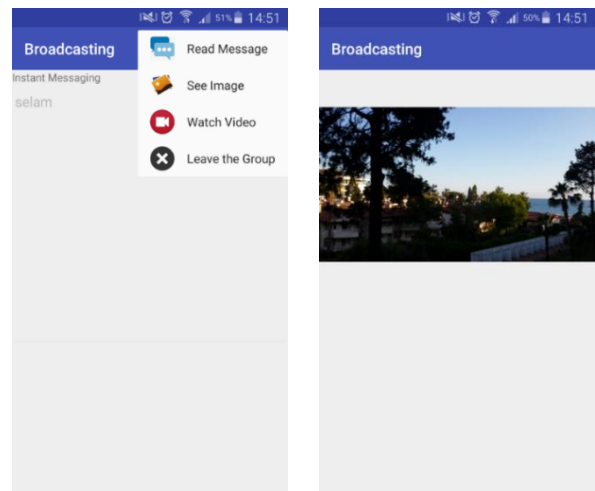 51% 14:51
Broadcasting
Read Message
Instant Messaging
See Image
selam
Watch Video
Leave the Group
50% 14:51
Broadcasting